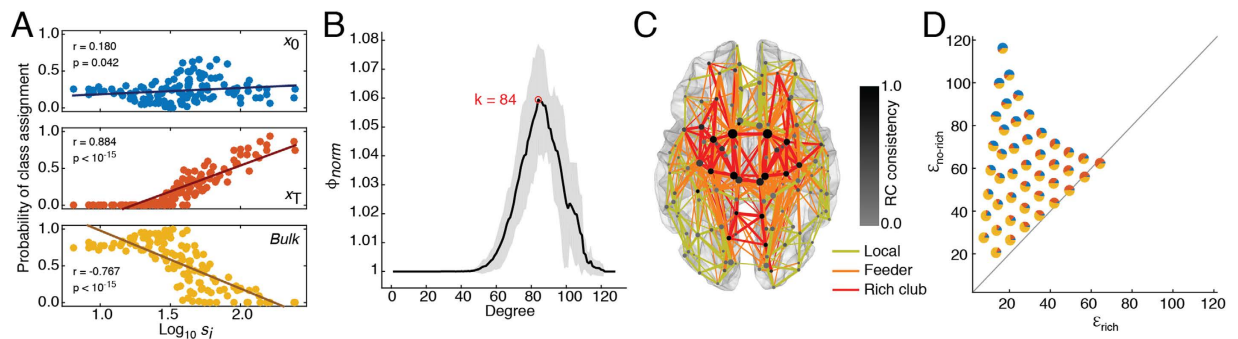 A
Probability of class assignment
1.0
0.5
0.0
r = 0.180
p = 0.042
x0
1.0
0.5
0.0
r = 0.884
p < 10-15
xT
1.0
0.5
0.0
r = -0.767
p < 10-15
Bulk
1.0 1.5 2.0
Log10 si
B
ϕnorm
1.08
1.07
1.06
1.05
1.04
1.03
1.02
1.01
1
k = 84
0 20 40 60 80 100 120
Degree
C
1.0
RC consistency
0.0
Local
Feeder
Rich club
D
εno-rich
120
100
80
60
40
20
20 40 60 80 100 120
εrich